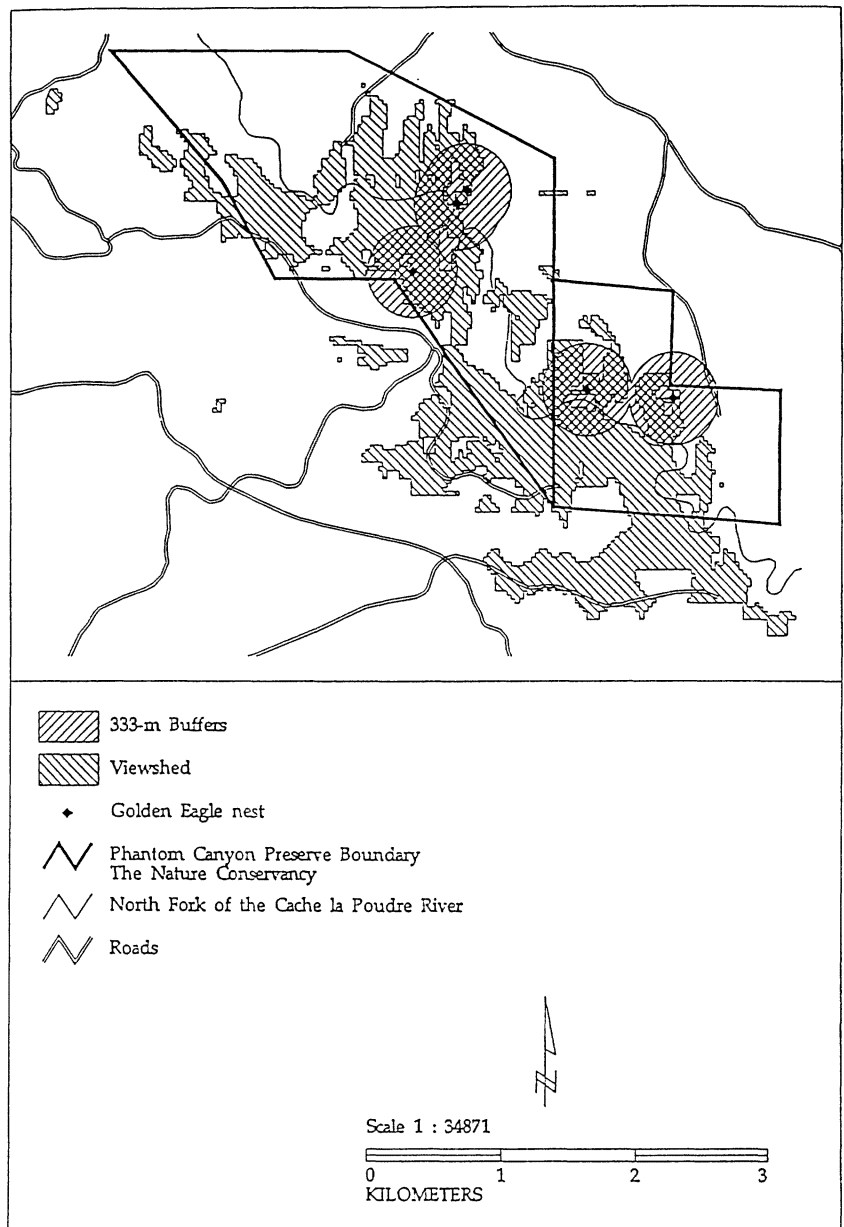 333-m Buffers
Viewshed
Golden Eagle nest
Phantom Canyon Preserve Boundary
The Nature Conservancy
North Fork of the Cache la Poudre River
Roads
N
Scale 1 : 34871
0 1 2 3
KILOMETERS